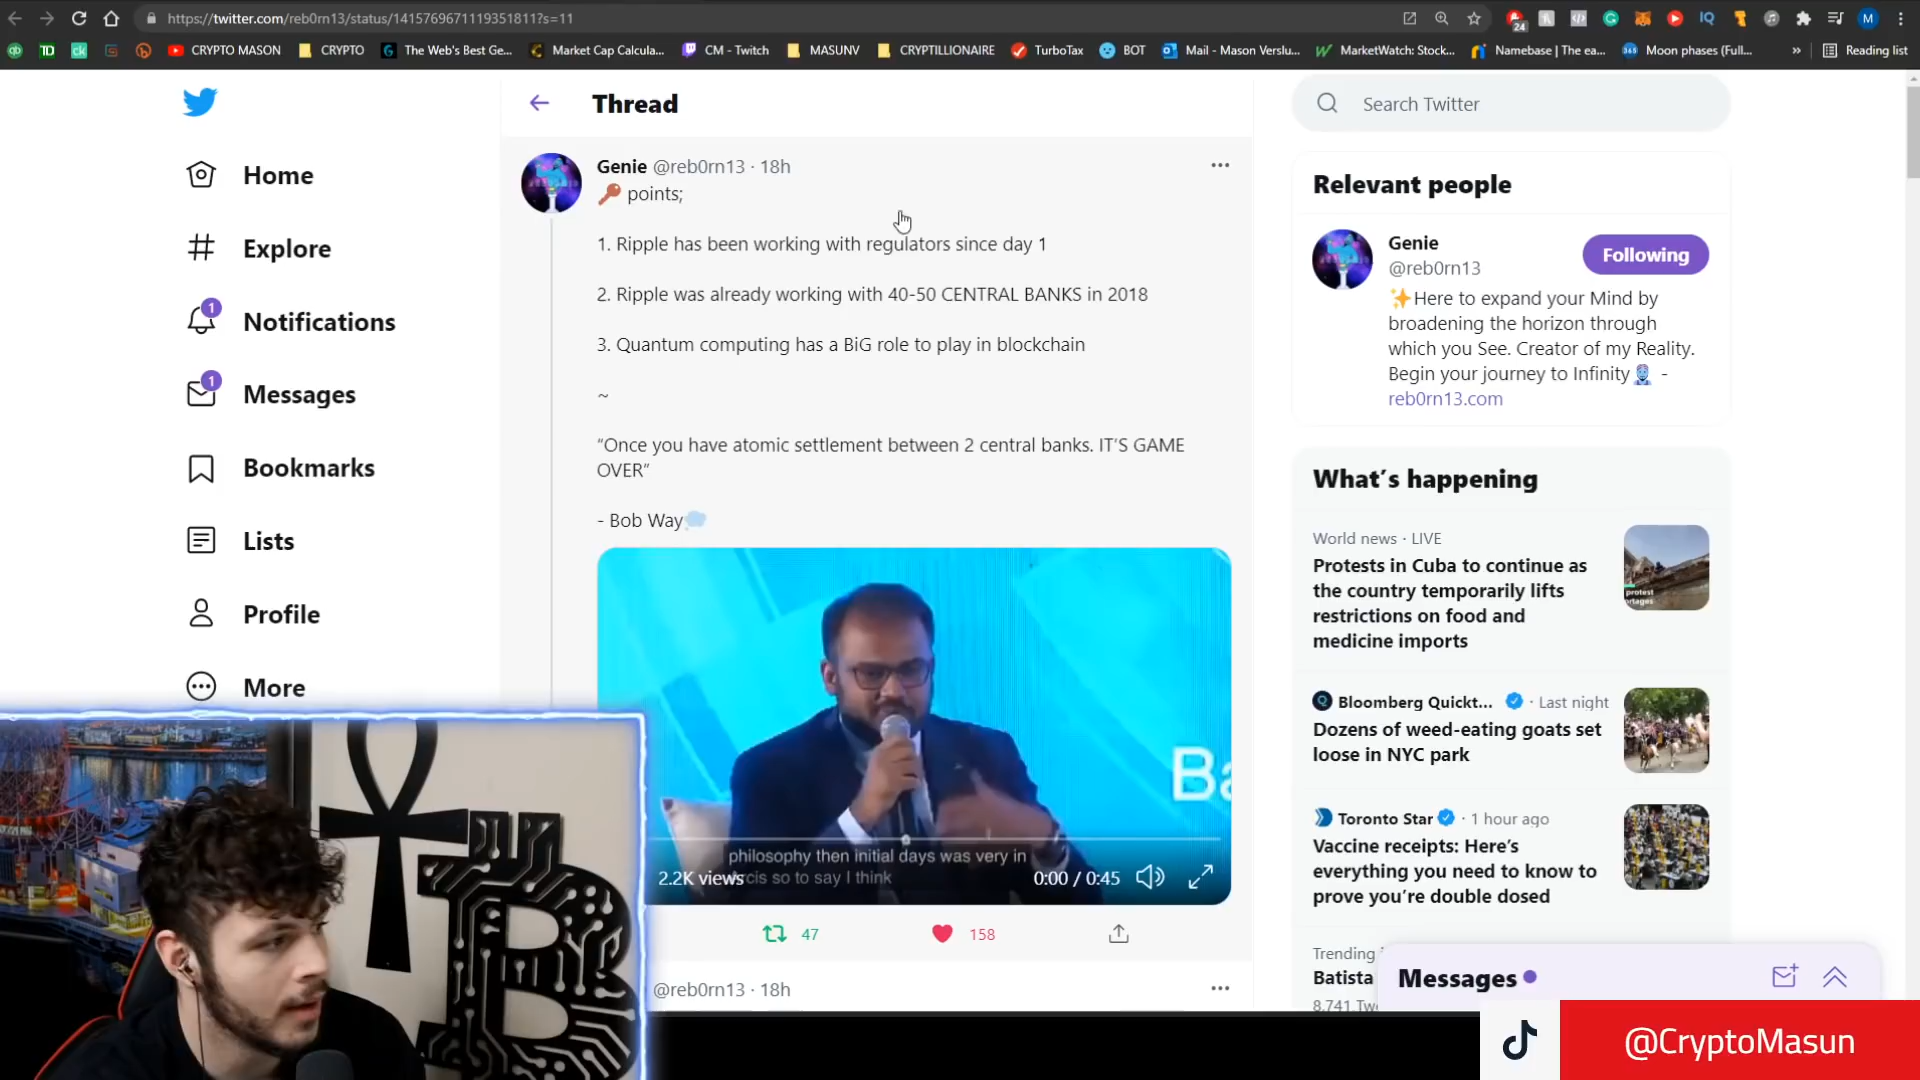 https://twitter.com/reb0rn13/status/1415769671119351811?s=11
24
M
TD
ck
CRYPTO MASON
CRYPTO
The Web's Best Ge...
Market Cap Calcula...
CM - Twitch
MASUNV
CRYPTILLIONAIRE
TurboTax
BOT
Mail - Mason Verslu...
MarketWatch: Stock...
Namebase | The ea...
Moon phases (Full...
»
Reading list
Home
Explore
1
Notifications
1
Messages
Bookmarks
Lists
Profile
More
Thread
Genie @reb0rn13 · 18h
🔑 points;
1. Ripple has been working with regulators since day 1
2. Ripple was already working with 40-50 CENTRAL BANKS in 2018
3. Quantum computing has a BiG role to play in blockchain
~
“Once you have atomic settlement between 2 central banks. IT’S GAME
OVER”
- Bob Way💭
Ba
philosophy then initial days was very in
rcis so to say I think
2.2K views
0:00 / 0:45
47
158
@reb0rn13 · 18h
Search Twitter
Relevant people
Genie
@reb0rn13
Following
✨Here to expand your Mind by
broadening the horizon through
which you See. Creator of my Reality.
Begin your journey to Infinity🧞‍♂️ -
reb0rn13.com
What’s happening
World news · LIVE
Protests in Cuba to continue as
the country temporarily lifts
restrictions on food and
medicine imports
protest
rtages
Bloomberg Quickt... · Last night
Dozens of weed-eating goats set
loose in NYC park
Toronto Star · 1 hour ago
Vaccine receipts: Here’s
everything you need to know to
prove you’re double dosed
Trending
Batista
8,741 Tw
Messages
@CryptoMasun